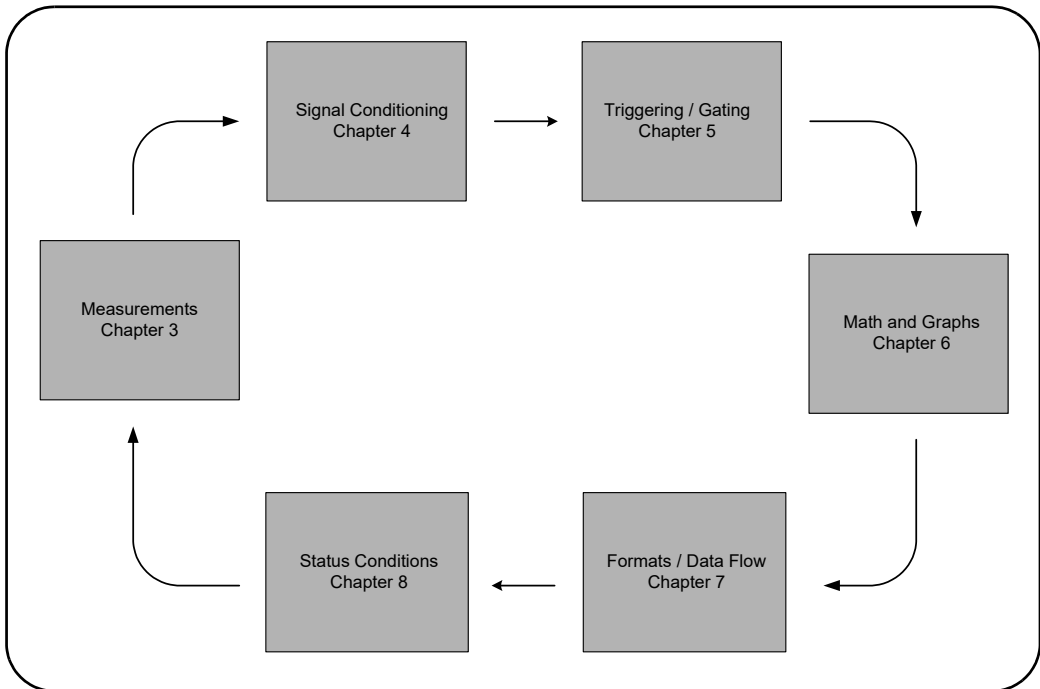 Signal Conditioning
Chapter 4
Triggering / Gating
Chapter 5
Measurements
Chapter 3
Math and Graphs
Chapter 6
Status Conditions
Chapter 8
Formats / Data Flow
Chapter 7